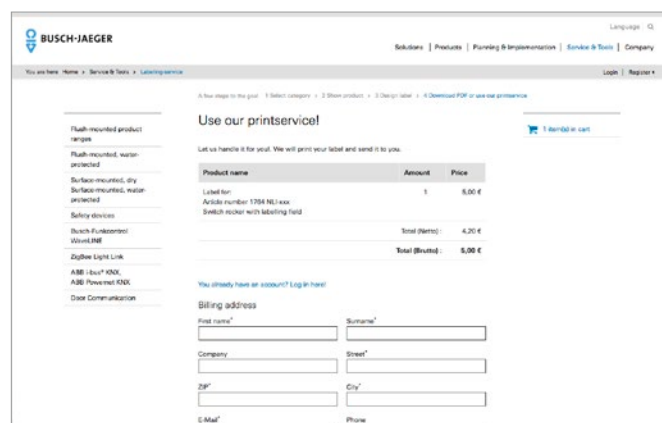 Language
BUSCH-JAEGER
Solutions | Products | Planning & Implementation | Service & Tools | Company
You are here Home › Service & Tools › Labeling service
Login | Register
A few steps to the goal 1 Select category › 2 Show product › 3 Design label › 4 Download PDF or use our printservice
Use our printservice!
1 item(s) in cart
Let us handle it for you!. We will print your label and send it to you.
Flush-mounted product
ranges
Flush-mounted, water-
protected
Surface-mounted, dry
Surface-mounted, water-
protected
Safety devices
Busch-Funkcontrol
WaveLINE
ZigBee Light Link
ABB i-bus® KNX,
ABB Powernet KNX
Door Communication
Product name Amount Price
Label for: 1 5,00 €
Article number 1764 NLI-xxx
Switch rocker with labelling field
Total (Netto) : 4,20 €
Total (Brutto) : 5,00 €
You already have an account? Log in here!
Billing address
First name* Surname*
Company Street*
ZIP* City*
E-Mail* Phone